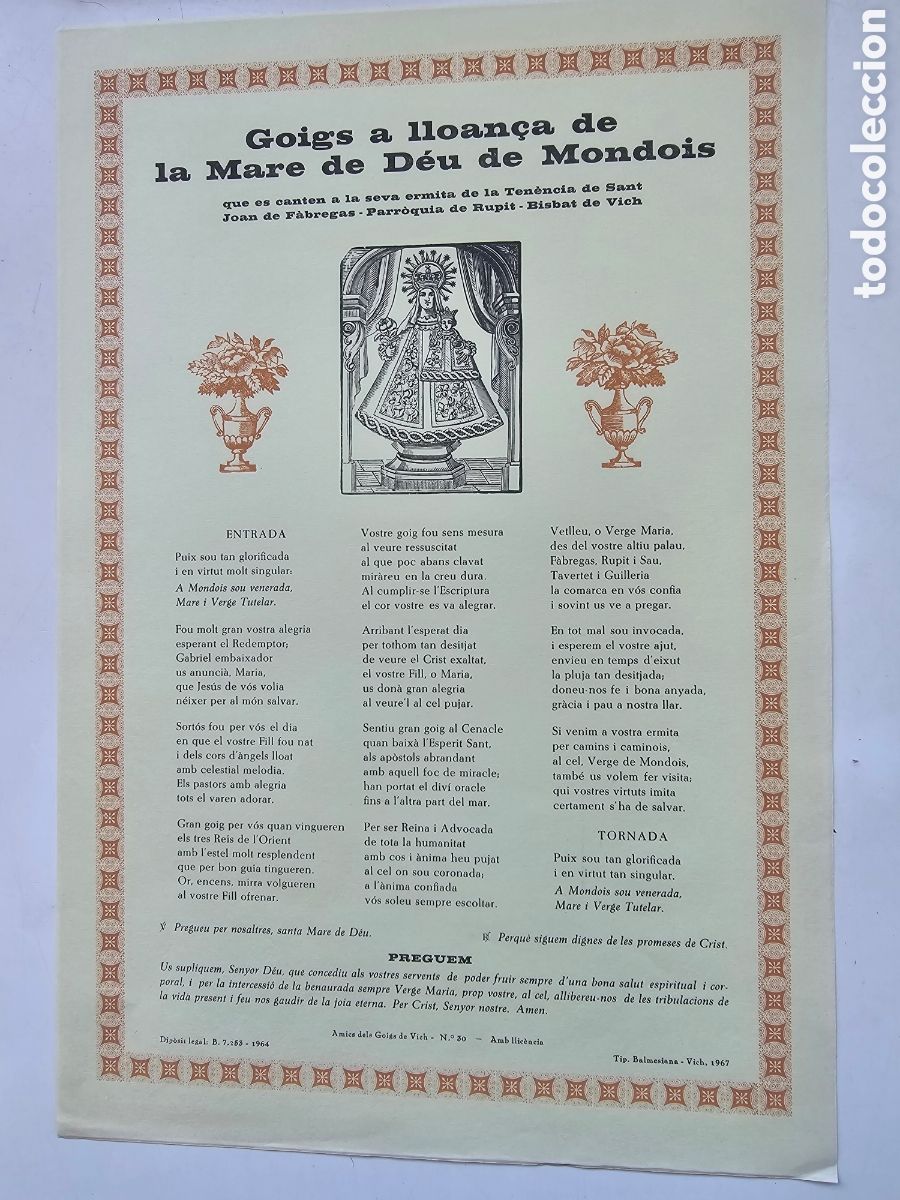 Goigs a lloança de
la Mare de Déu de Mondois
que es canten a la seva ermita de la Tenència de Sant
Joan de Fàbregas - Parròquia de Rupit - Bisbat de Vich
ENTRADA
Puix sou tan glorificada
i en virtut molt singular:
A Mondois sou venerada,
Mare i Verge Tutelar.
Fou molt gran vostra alegria
esperant el Redemptor;
Gabriel embaixador
us anuncià, Maria,
que Jesús de vós volia
néixer per al món salvar.
Sortós fou per vós el dia
en que el vostre Fill fou nat
i dels cors d'àngels lloat
amb celestial melodia.
Els pastors amb alegria
tots el varen adorar.
Gran goig per vós quan vingueren
els tres Reis de l'Orient
amb l'estel molt resplendent
que per bon guia tingueren.
Or, encens, mirra volgueren
al vostre Fill ofrenar.
Vostre goig fou sens mesura
al veure ressuscitat
al que poc abans clavat
miràreu en la creu dura.
Al cumplir-se l'Escriptura
el cor vostre es va alegrar.
Arribant l'esperat dia
per tothom tan desitjat
de veure el Crist exaltat,
el vostre Fill, o Maria,
us donà gran alegria
al veure'l al cel pujar.
Sentiu gran goig al Cenacle
quan baixà l'Esperit Sant,
als apòstols abrandant
amb aquell foc de miracle;
han portat el diví oracle
fins a l'altra part del mar.
Per ser Reina i Advocada
de tota la humanitat
amb cos i ànima heu pujat
al cel on sou coronada;
a l'ànima confiada
vós soleu sempre escoltar.
Vetlleu, o Verge Maria,
des del vostre altiu palau,
Fàbregas, Rupit i Sau,
Tavertet i Guilleria
la comarca en vós confia
i sovint us ve a pregar.
En tot mal sou invocada,
i esperem el vostre ajut,
envieu en temps d'eixut
la pluja tan desitjada;
doneu-nos fe i bona anyada,
gràcia i pau a nostra llar.
Si venim a vostra ermita
per camins i caminois,
al cel, Verge de Mondois,
també us volem fer visita;
qui vostres virtuts imita
certament s'ha de salvar.
TORNADA
Puix sou tan glorificada
i en virtut tan singular.
A Mondois sou venerada,
Mare i Verge Tutelar.
℣ Pregueu per nosaltres, santa Mare de Déu.
℟ Perquè siguem dignes de les promeses de Crist.
PREGUEM
Us supliquem, Senyor Déu, que concediu als vostres servents de poder fruir sempre d'una bona salut espiritual i cor-
poral, i per la intercessió de la benaurada sempre Verge Maria, prop vostre, al cel, allibereu-nos de les tribulacions de
la vida present i feu nos gaudir de la joia eterna. Per Crist, Senyor nostre. Amen.
Dipòsit legal: B. 7.253 - 1964
Amics dels Goigs de Vich - N.º 30 - Amb llicència
Tip. Balmesiana - Vich, 1967
todocoleccion